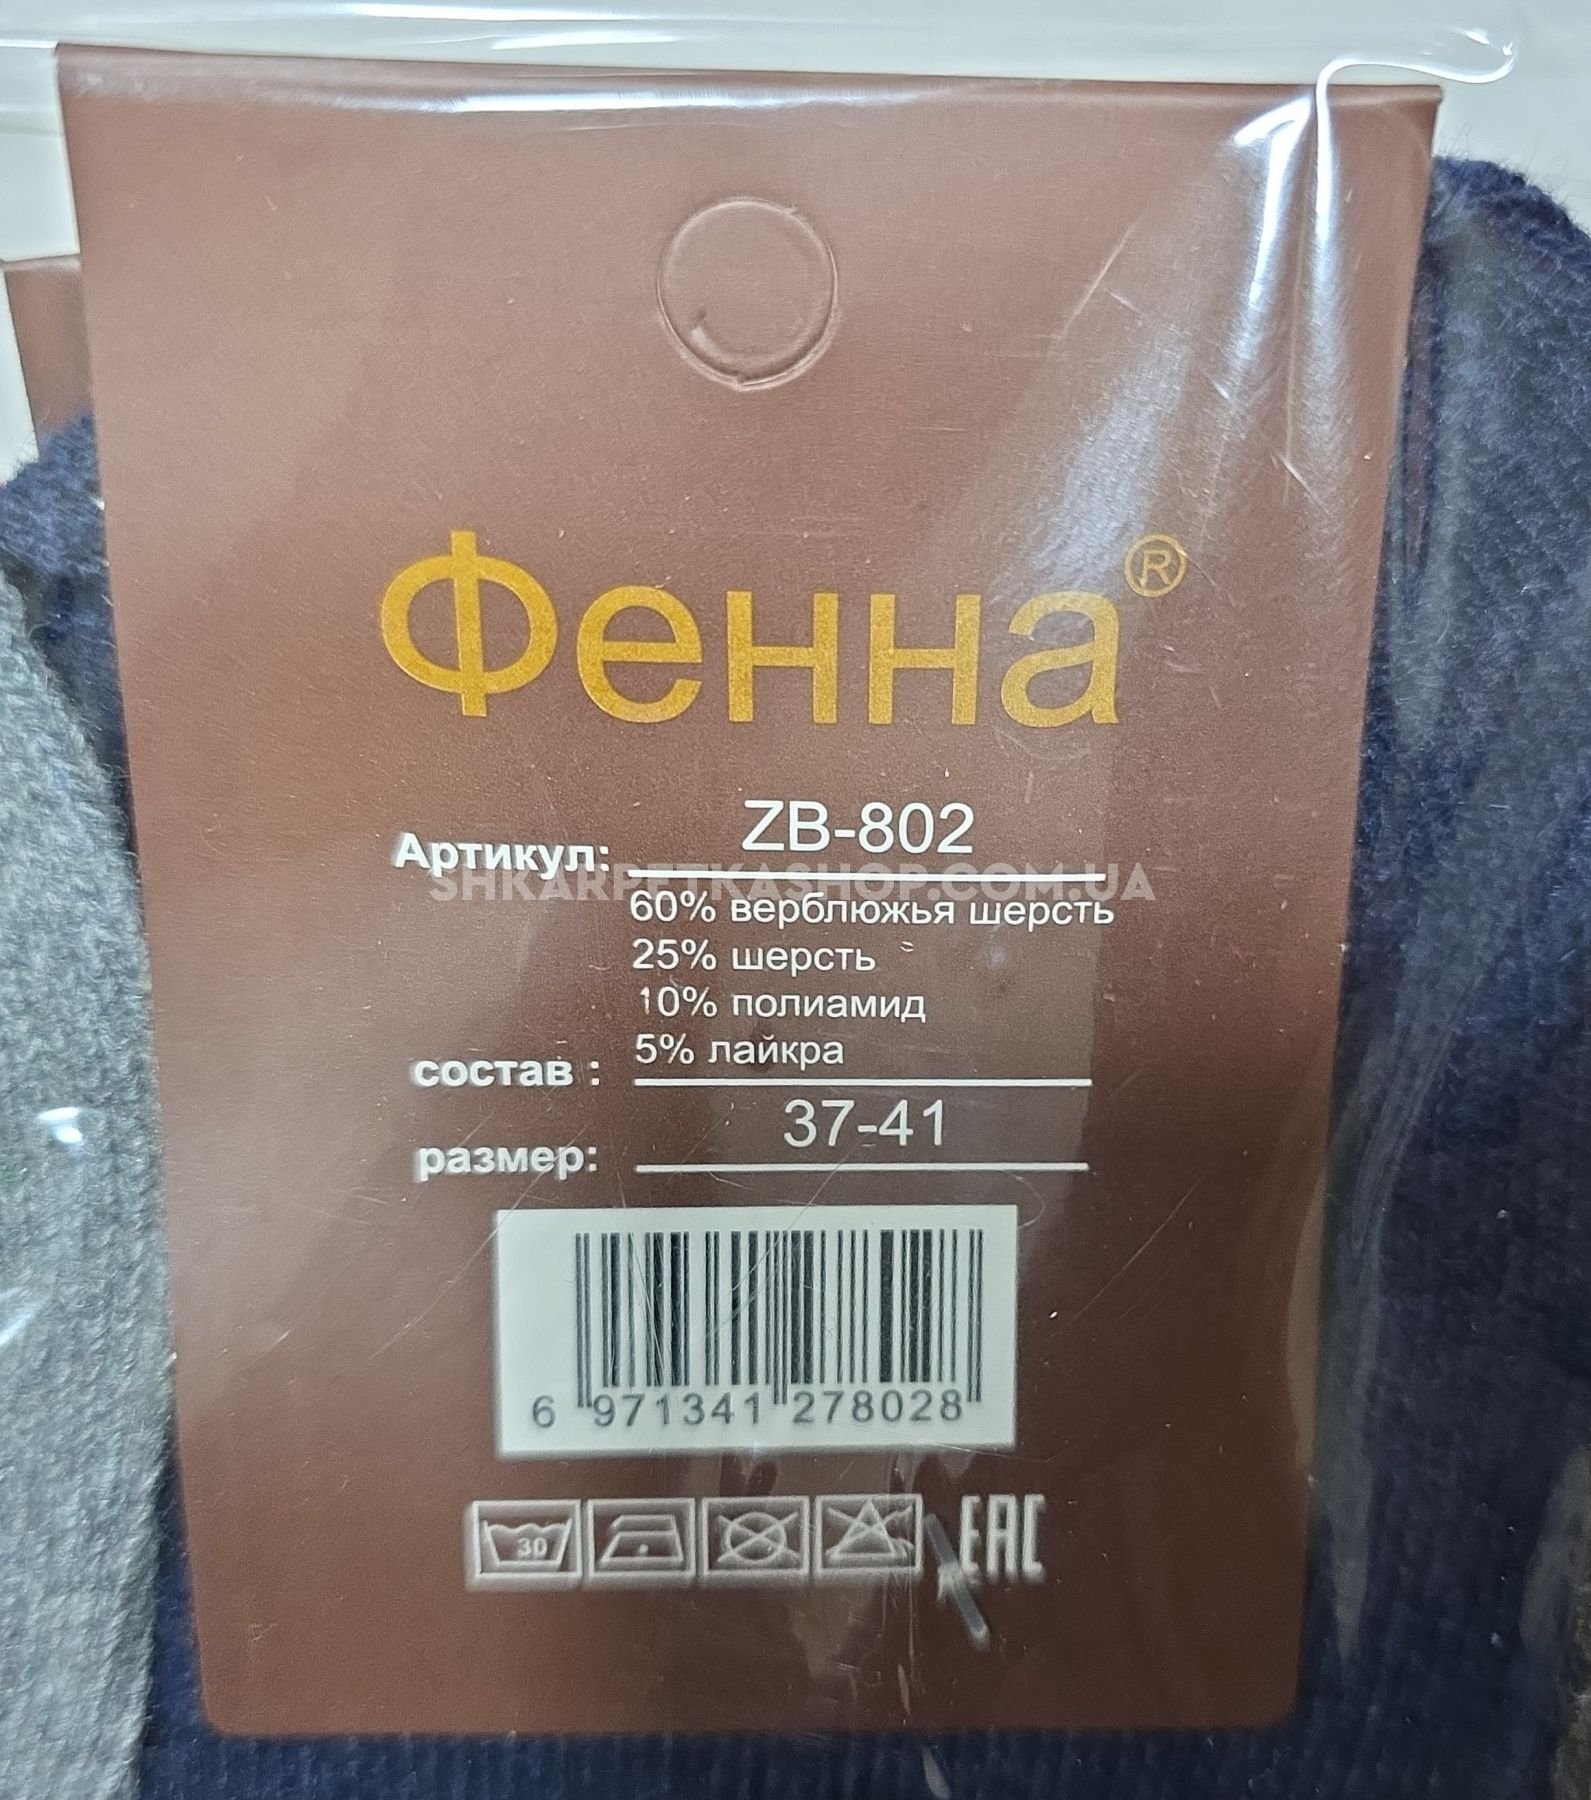 Фенна®
Артикул: ZB-802
SHKARPETKASHOP.COM.UA
60% верблюжья шерсть
25% шерсть
10% полиамид
состав : 5% лайкра
размер: 37-41
6 971341 278028
30 EAC